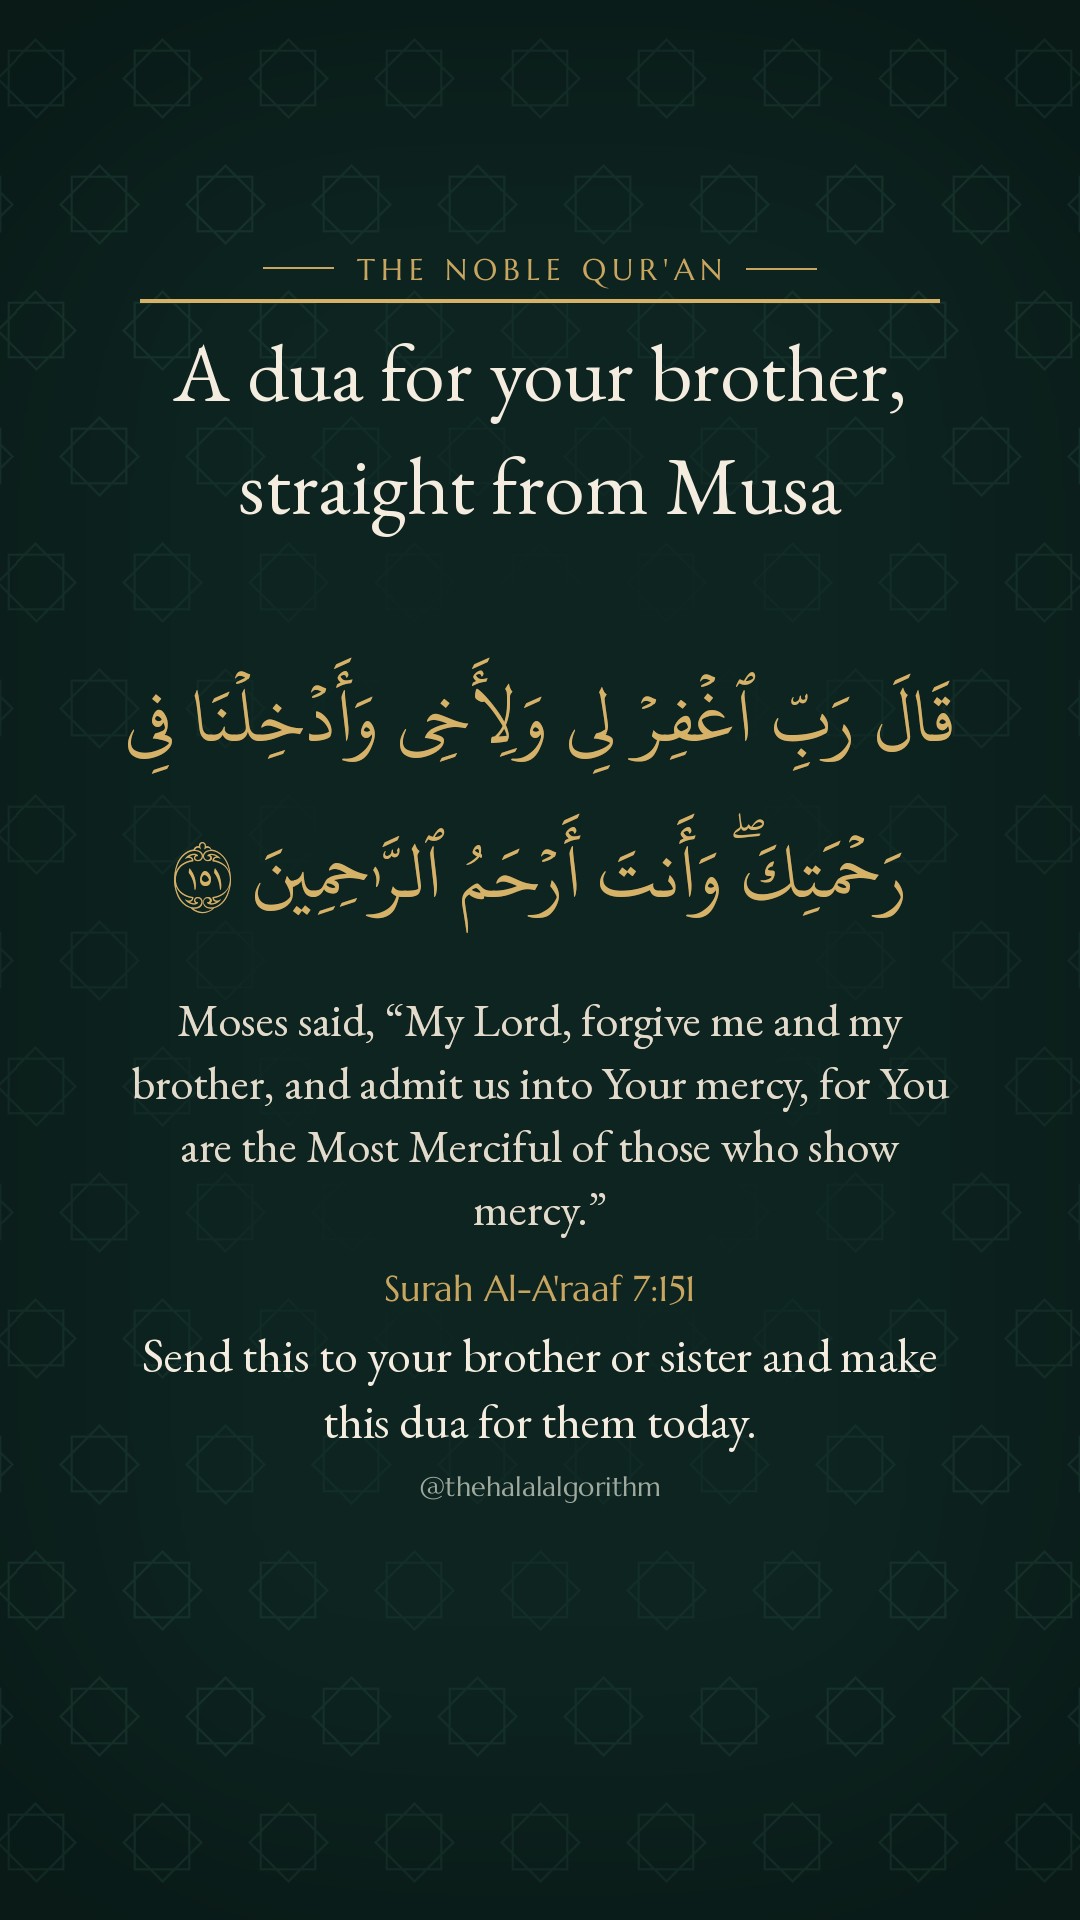 THE NOBLE QUR'AN
A dua for your brother,
straight from Musa
قَالَ رَبِّ ٱغْفِرْ لِى وَلِأَخِى وَأَدْخِلْنَا فِى
رَحْمَتِكَ ۖ وَأَنتَ أَرْحَمُ ٱلرَّٰحِمِينَ ١٥١
Moses said, “My Lord, forgive me and my
brother, and admit us into Your mercy, for You
are the Most Merciful of those who show
mercy.”
Surah Al-A'raaf 7:151
Send this to your brother or sister and make
this dua for them today.
@thehalalalgorithm